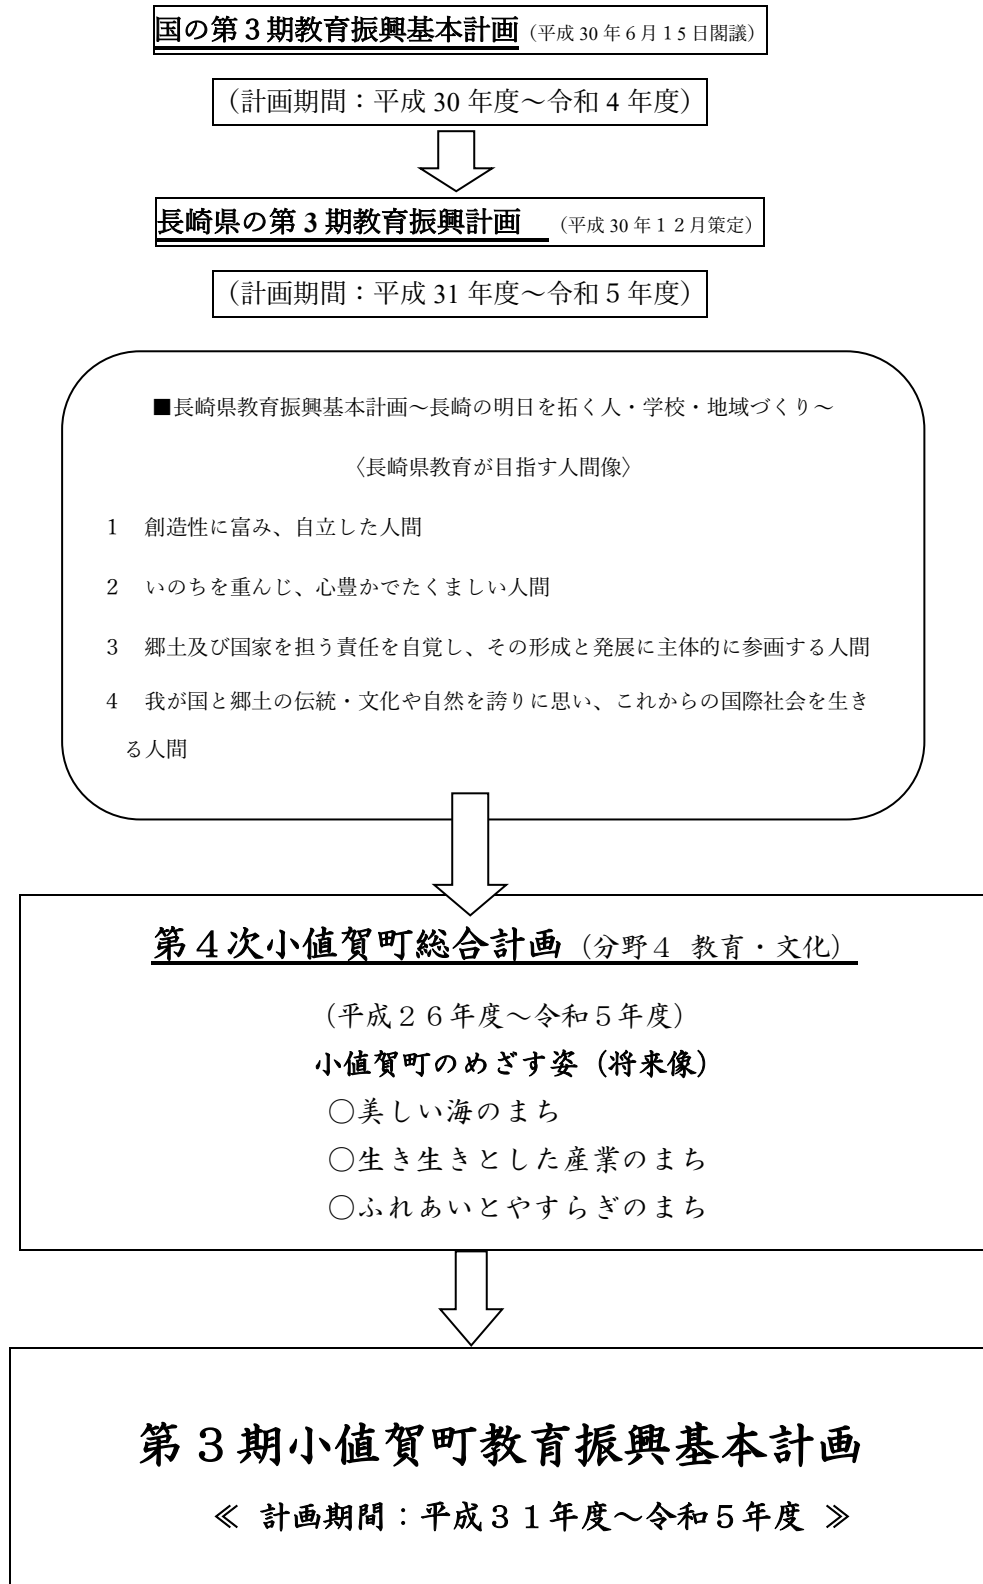 国の第３期教育振興基本計画（平成 30 年６月１５日閣議）
（計画期間：平成 30 年度～令和４年度）
長崎県の第 3 期教育振興計画　（平成 30 年１２月策定）
（計画期間：平成 31 年度～令和５年度）
■長崎県教育振興基本計画～長崎の明日を拓く人・学校・地域づくり～
〈長崎県教育が目指す人間像〉
１　創造性に富み、自立した人間
２　いのちを重んじ、心豊かでたくましい人間
３　郷土及び国家を担う責任を自覚し、その形成と発展に主体的に参画する人間
４　我が国と郷土の伝統・文化や自然を誇りに思い、これからの国際社会を生き
る人間
第４次小値賀町総合計画（分野４ 教育・文化）
（平成２６年度～令和５年度）
小値賀町のめざす姿（将来像）
○美しい海のまち
○生き生きとした産業のまち
○ふれあいとやすらぎのまち
第３期小値賀町教育振興基本計画
≪ 計画期間：平成３１年度～令和５年度 ≫